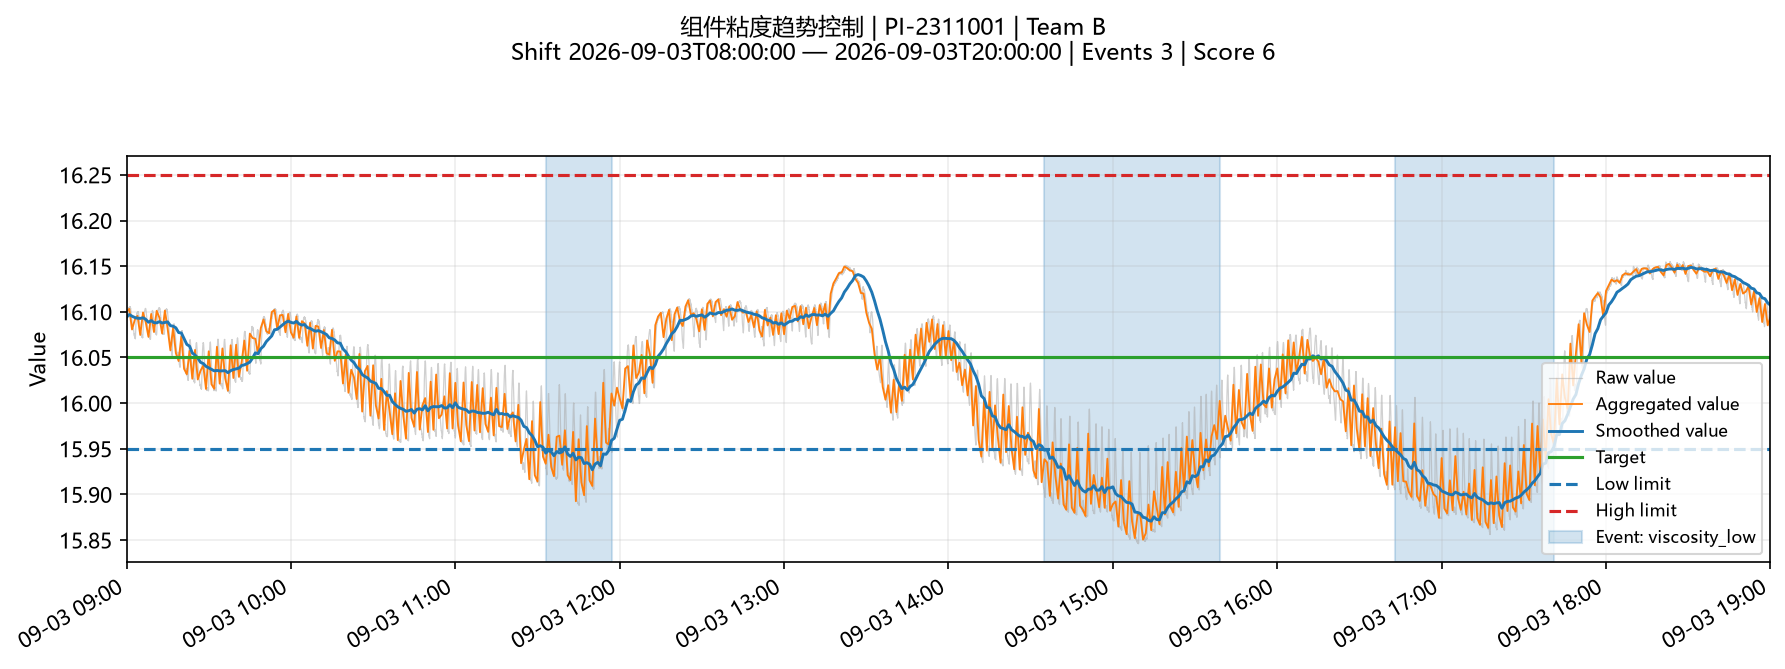 组件粘度趋势控制 | PI-2311001 | Team B
Shift 2026-09-03T08:00:00 — 2026-09-03T20:00:00 | Events 3 | Score 6
Value
16.25
16.20
16.15
16.10
16.05
16.00
15.95
15.90
15.85
Raw value
Aggregated value
Smoothed value
Target
Low limit
High limit
Event: viscosity_low
09-03 09:00
09-03 10:00
09-03 11:00
09-03 12:00
09-03 13:00
09-03 14:00
09-03 15:00
09-03 16:00
09-03 17:00
09-03 18:00
09-03 19:00